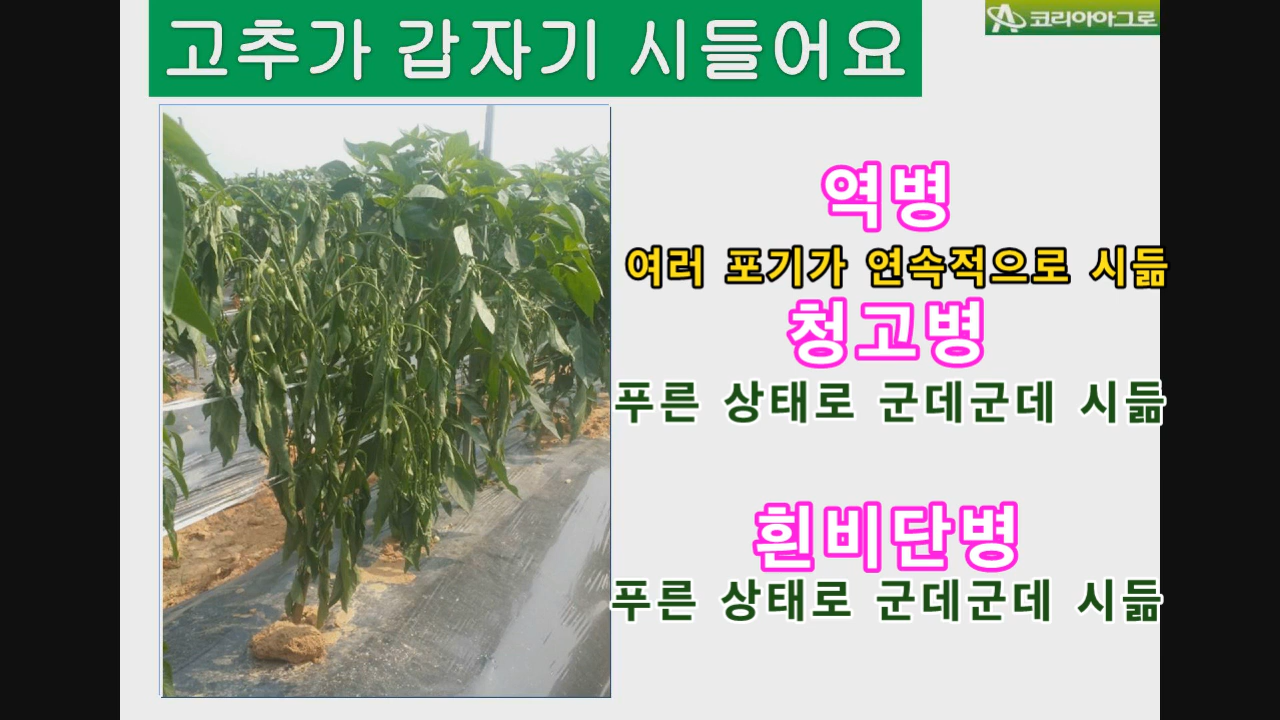 고추가 갑자기 시들어요
코리아아그로
역병
여러 포기가 연속적으로 시듦
청고병
푸른 상태로 군데군데 시듦
흰비단병
푸른 상태로 군데군데 시듦